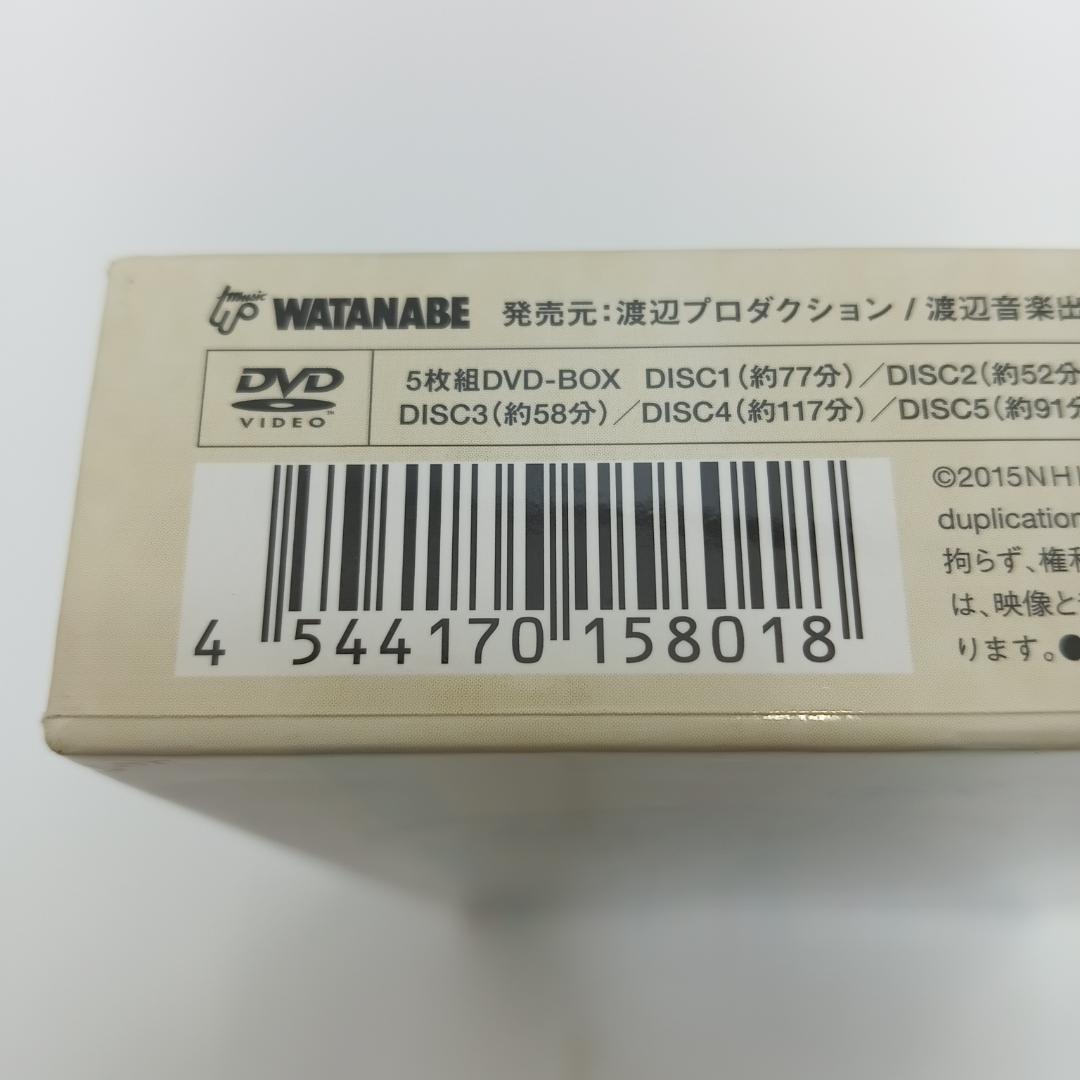 music UP WATANABE 発売元：渡辺プロダクション / 渡辺音楽出
DVD VIDEO ™
5枚組DVD-BOX DISC1（約77分）／DISC2（約52分
DISC3（約58分）／DISC4（約117分）／DISC5（約91分
4 544170 158018
©2015NH
duplication
拘らず、権利
は、映像と
ります。●